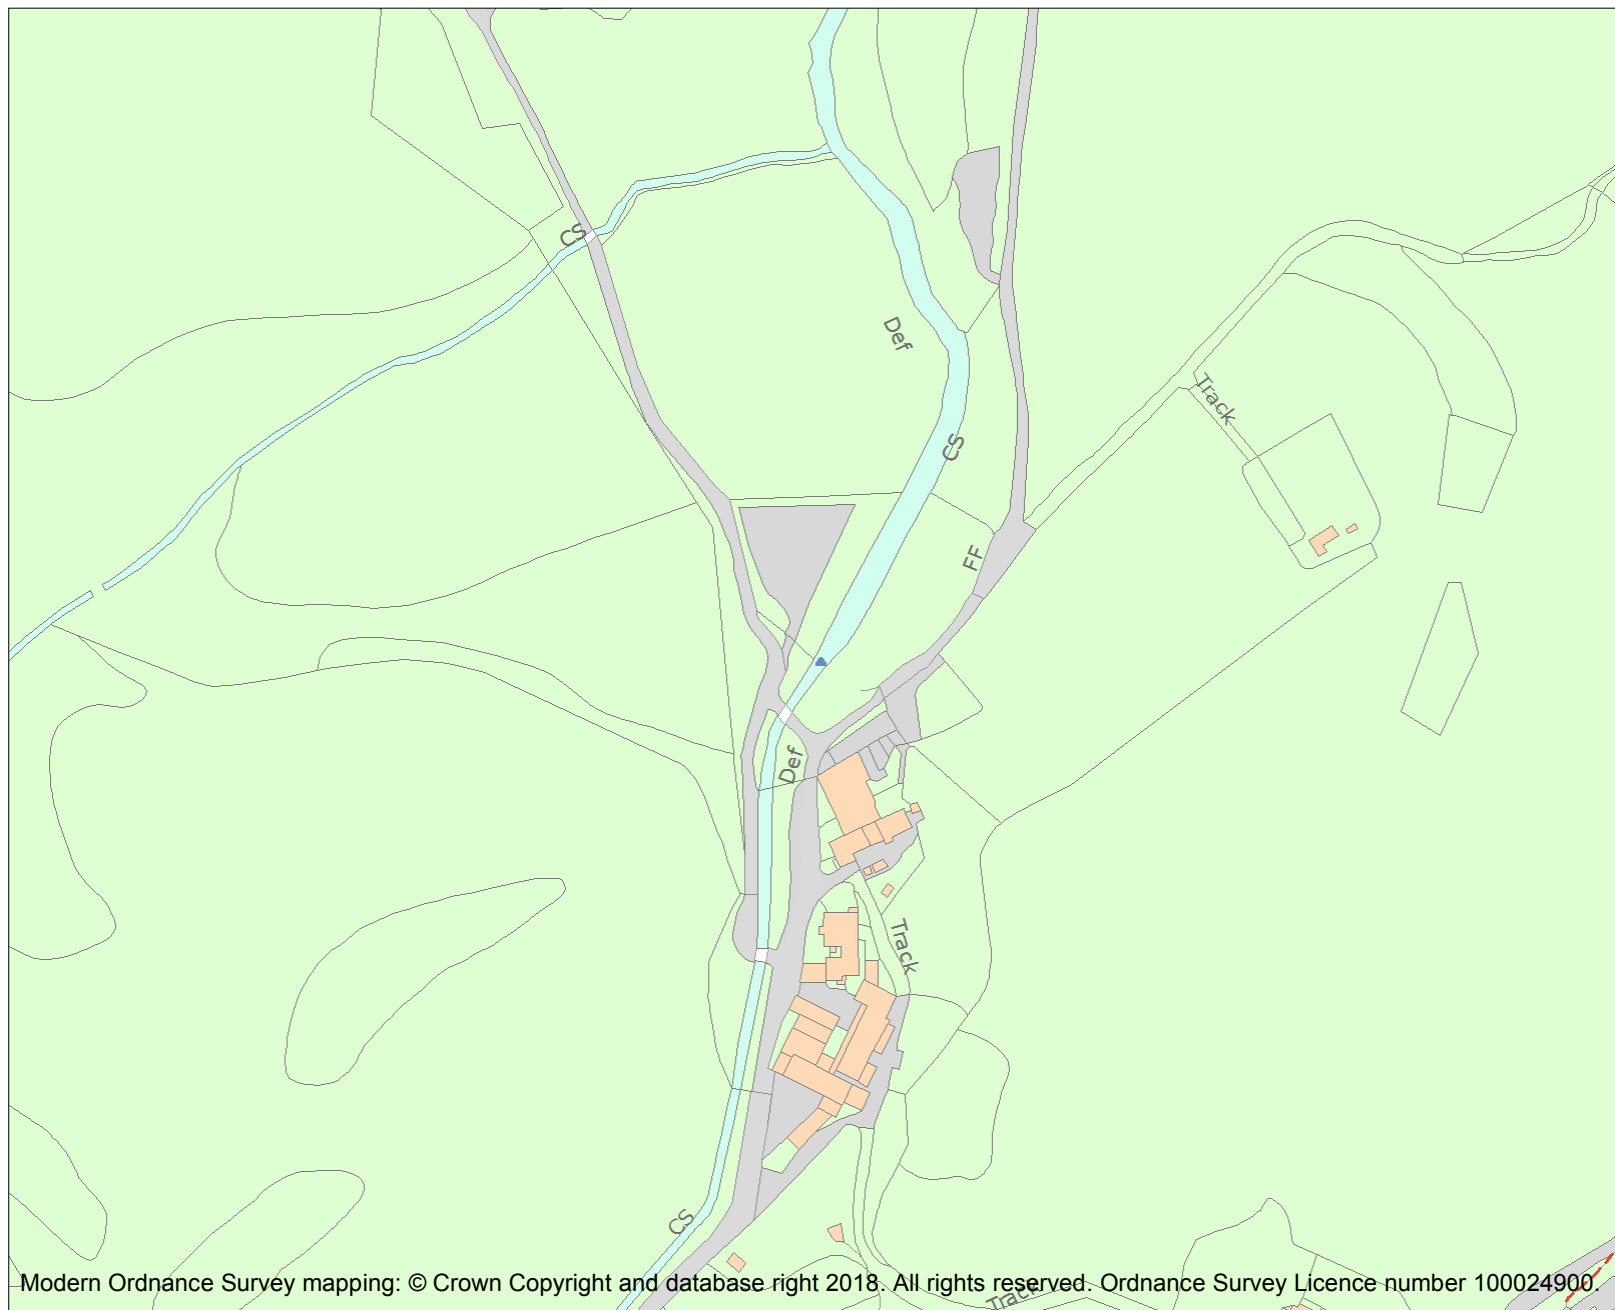 CS
Def
Track
CS
FF
Def
Track
CS
Track
Modern Ordnance Survey mapping: © Crown Copyright and database right 2018. All rights reserved. Ordnance Survey Licence number 100024900.